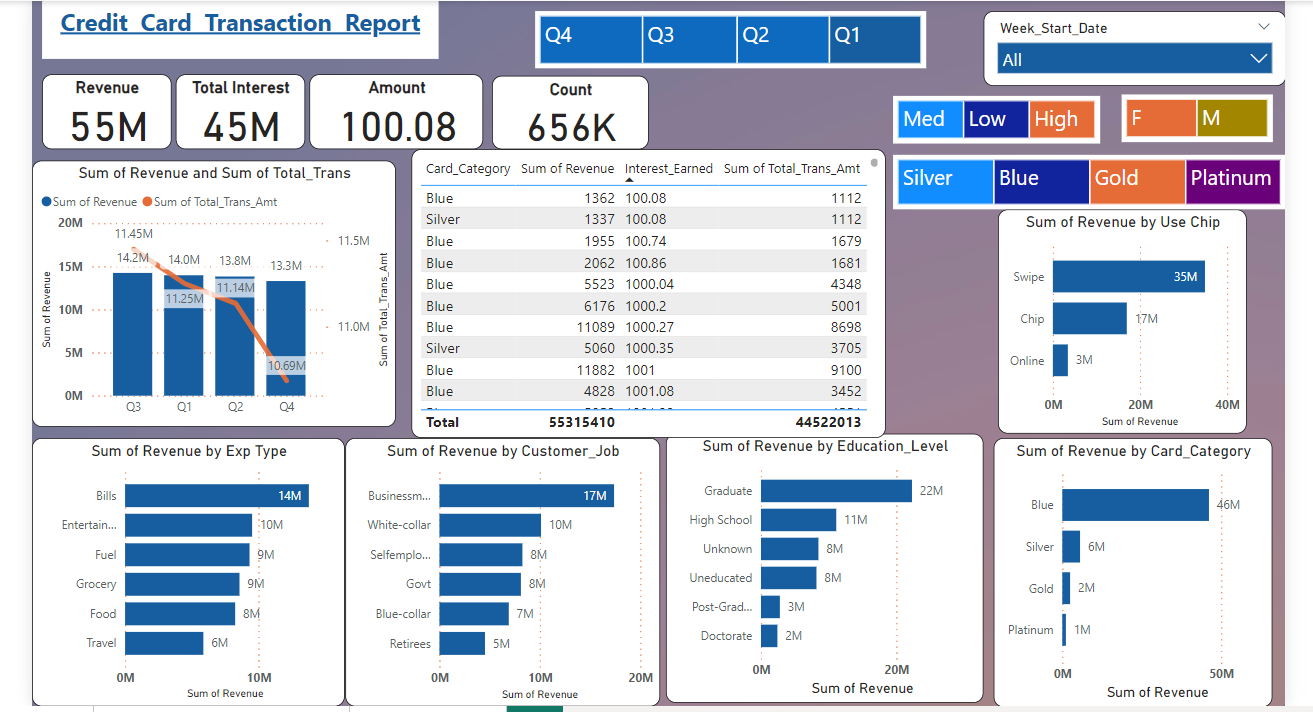 Credit_Card_Transaction_Report
Q4 Q3 Q2 Q1
Week_Start_Date
All
Revenue
55M
Total Interest
45M
Amount
100.08
Count
656K
Med Low High
F M
Silver Blue Gold Platinum
Sum of Revenue and Sum of Total_Trans
Sum of Revenue Sum of Total_Trans_Amt
20M
15M
10M
5M
0M
Sum of Revenue
11.45M
14.2M 14.0M 13.8M 13.3M
11.25M 11.14M 10.69M
11.5M
11.0M
Sum of Total_Trans_Amt
Q3 Q1 Q2 Q4
Card_Category Sum of Revenue Interest_Earned Sum of Total_Trans_Amt
Blue 1362 100.08 1112
Silver 1337 100.08 1112
Blue 1955 100.74 1679
Blue 2062 100.86 1681
Blue 5523 1000.04 4348
Blue 6176 1000.2 5001
Blue 11089 1000.27 8698
Silver 5060 1000.35 3705
Blue 11882 1001 9100
Blue 4828 1001.08 3452
Total 55315410 44522013
Sum of Revenue by Use Chip
Swipe 35M
Chip 17M
Online 3M
0M 20M 40M
Sum of Revenue
Sum of Revenue by Exp Type
Bills 14M
Entertain... 10M
Fuel 9M
Grocery 9M
Food 8M
Travel 6M
0M 10M
Sum of Revenue
Sum of Revenue by Customer_Job
Businessm... 17M
White-collar 10M
Selfemplo... 8M
Govt 8M
Blue-collar 7M
Retirees 5M
0M 10M 20M
Sum of Revenue
Sum of Revenue by Education_Level
Graduate 22M
High School 11M
Unknown 8M
Uneducated 8M
Post-Grad... 3M
Doctorate 2M
0M 20M
Sum of Revenue
Sum of Revenue by Card_Category
Blue 46M
Silver 6M
Gold 2M
Platinum 1M
0M 50M
Sum of Revenue